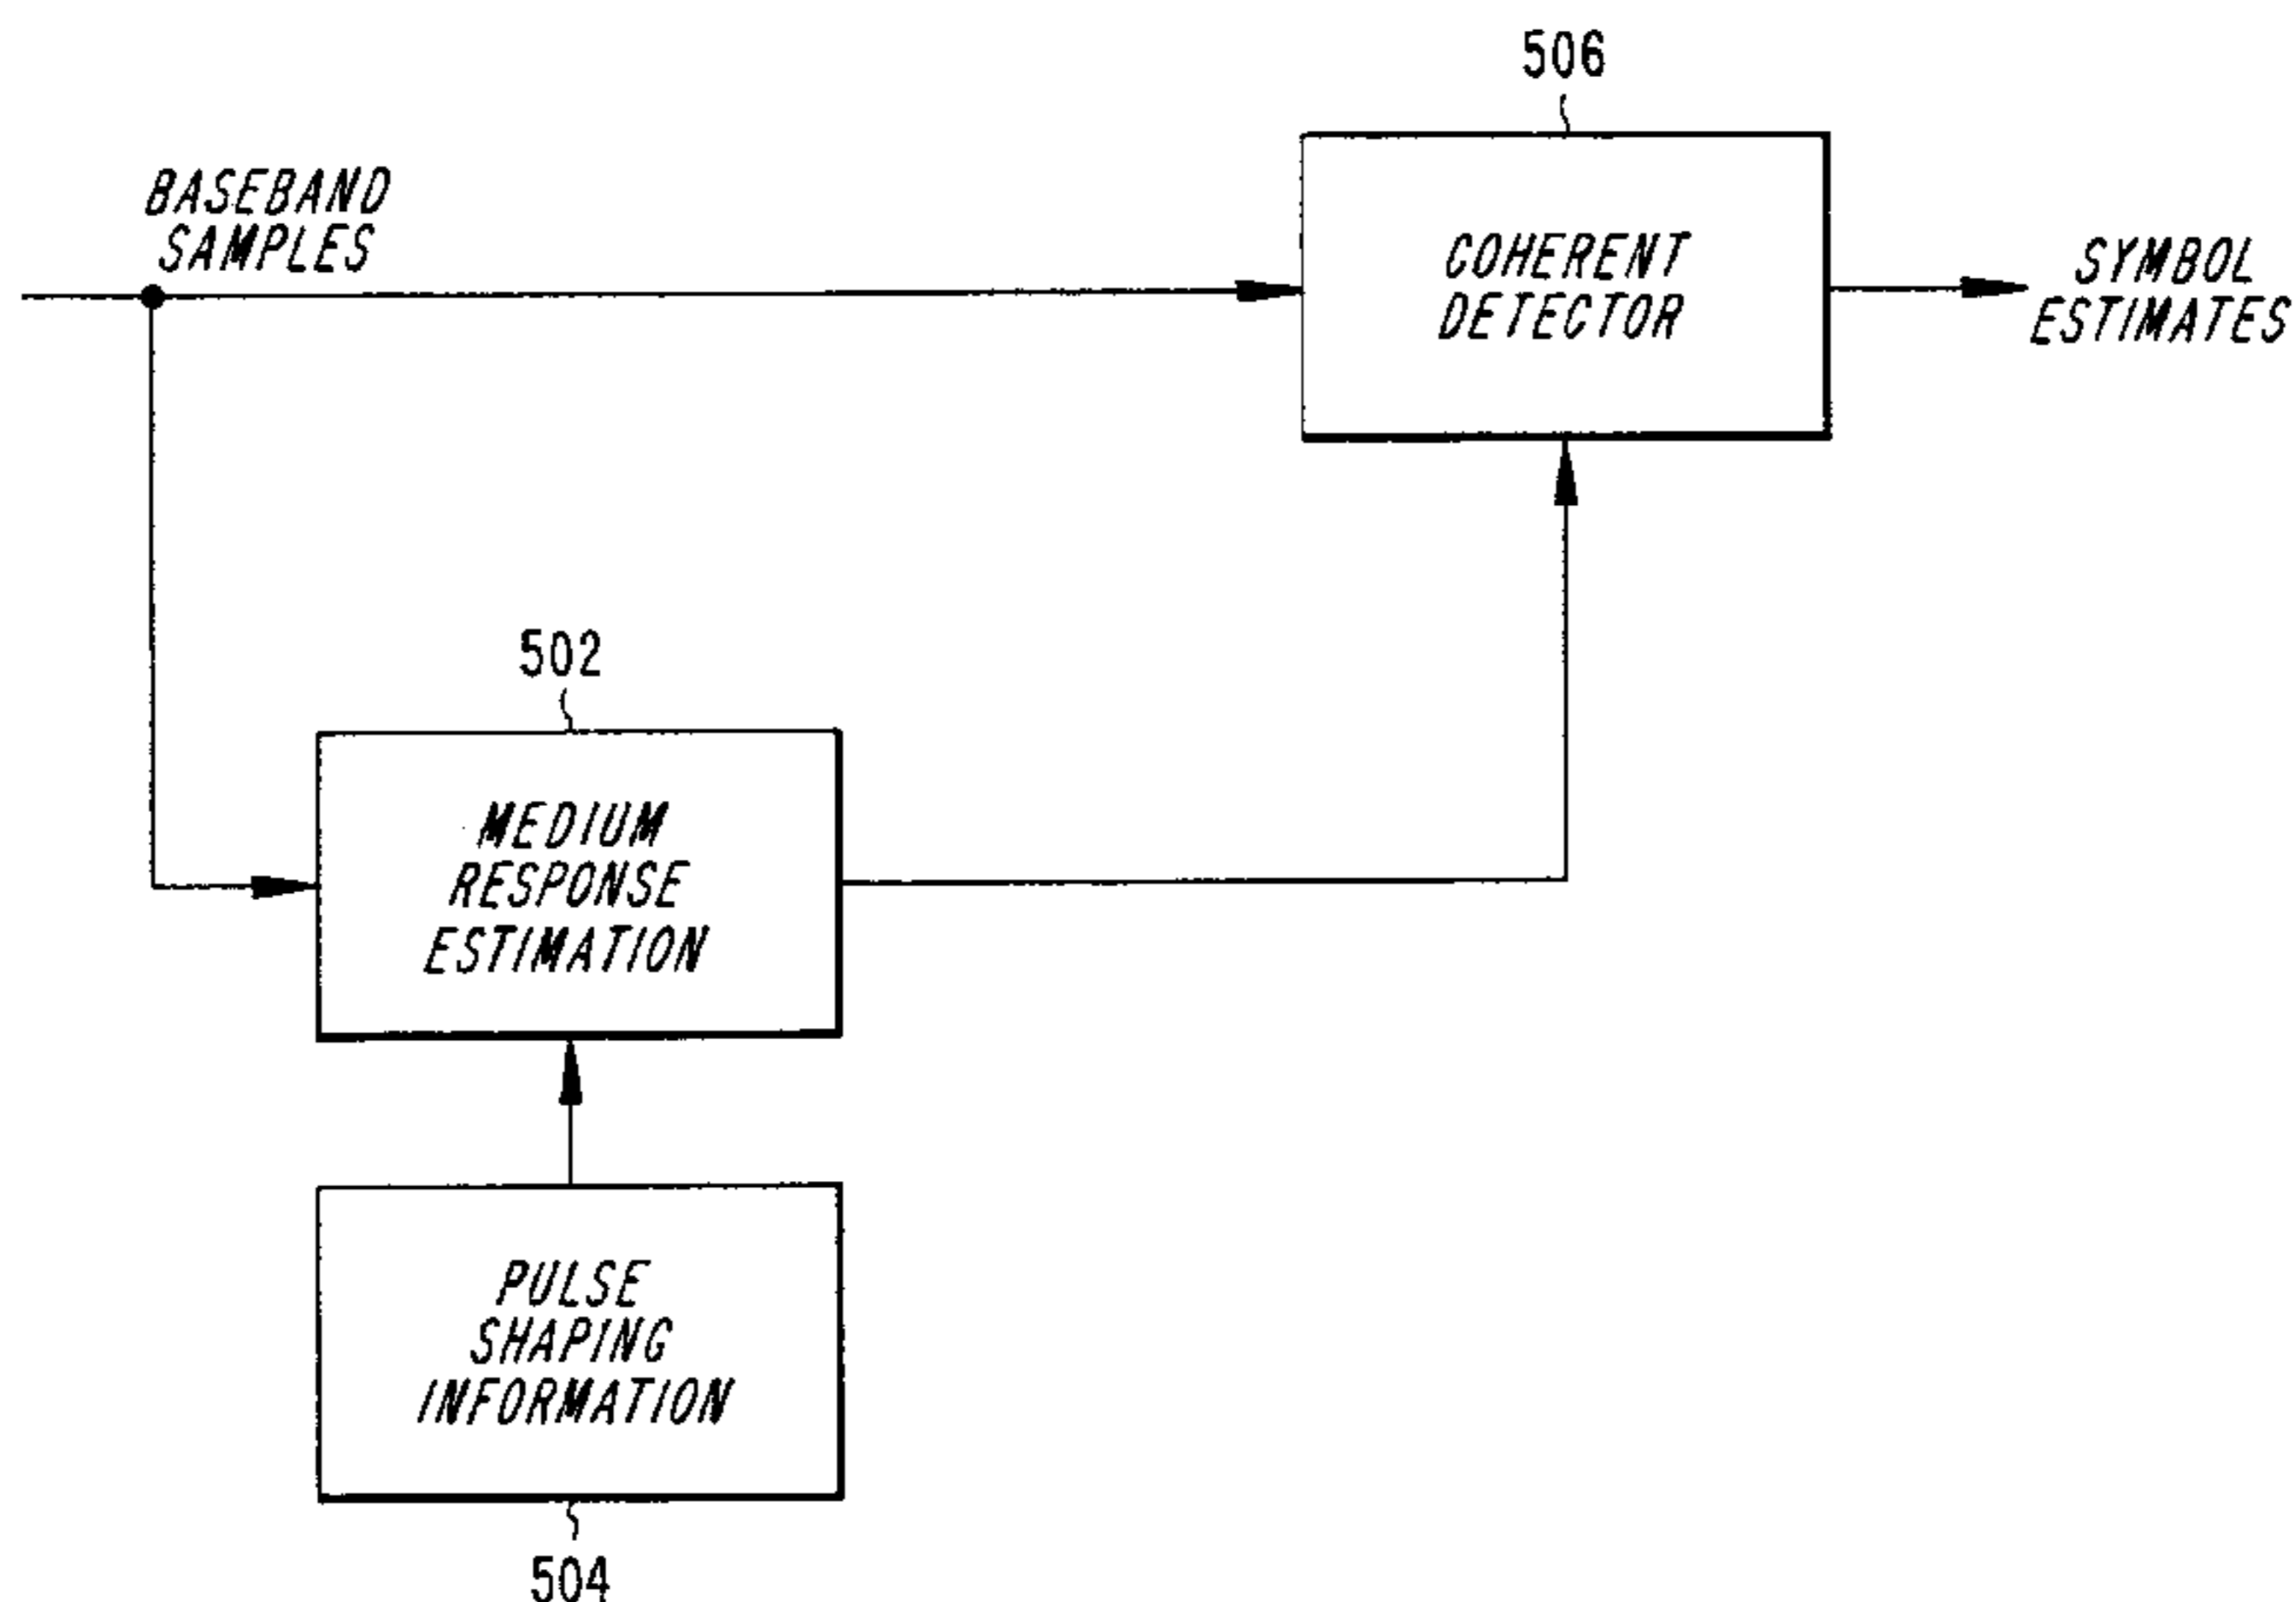 506
BASEBAND
SAMPLES
COHERENT
DETECTOR
SYMBOL
ESTIMATES
502
MEDIUM
RESPONSE
ESTIMATION
PULSE
SHAPING
INFORMATION
504